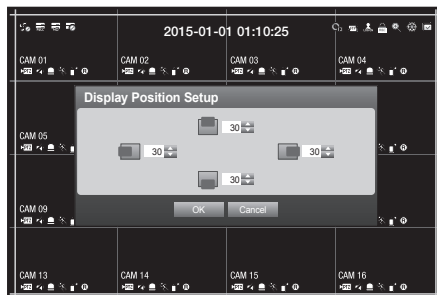 2015-01-01 01:10:25
CAM 01 CAM 02 CAM 03 CAM 04
Display Position Setup
30
CAM 05
30 30
30
CAM 09
OK Cancel
CAM 13 CAM 14 CAM 15 CAM 16